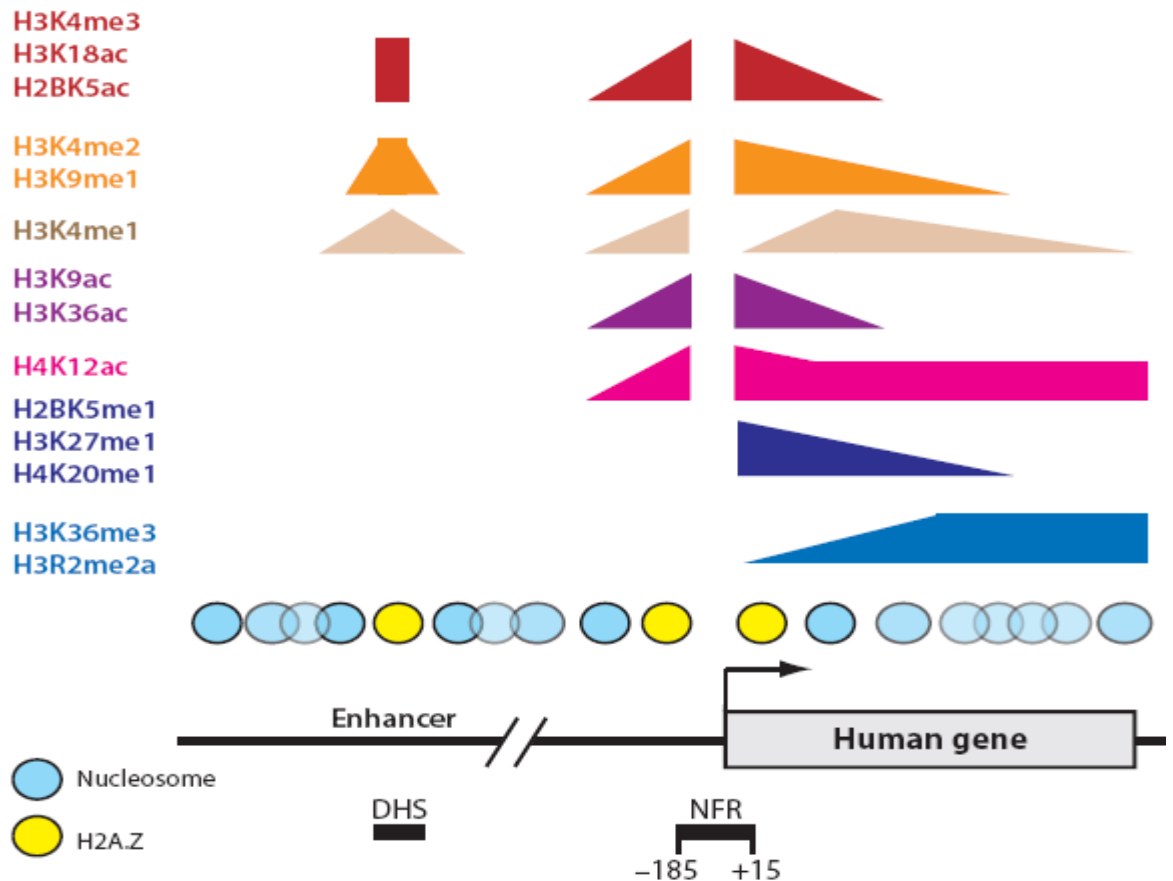 H3K4me3
H3K18ac
H2BK5ac
H3K4me2
H3K9me1
H3K4me1
H3K9ac
H3K36ac
H4K12ac
H2BK5me1
H3K27me1
H4K20me1
H3K36me3
H3R2me2a
Enhancer
Human gene
Nucleosome
DHS
NFR
H2A.Z
–185 +15